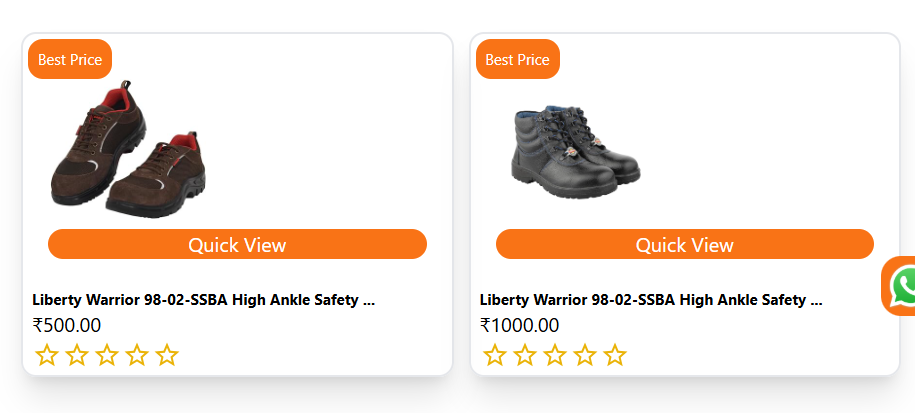 Best Price
Best Price
Quick View
Quick View
Liberty Warrior 98-02-SSBA High Ankle Safety ...
Liberty Warrior 98-02-SSBA High Ankle Safety ...
₹500.00
₹1000.00